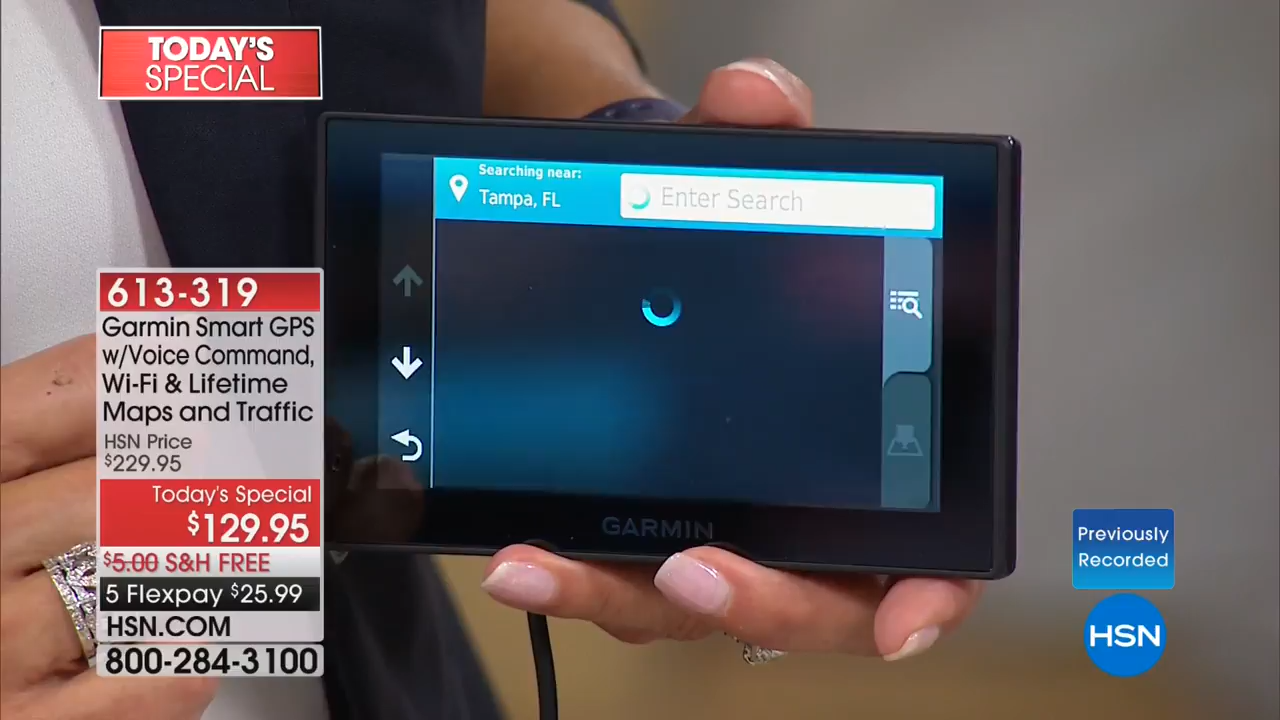 TODAY'S
SPECIAL
Searching near:
Tampa, FL
Enter Search
GARMIN
613-319
Garmin Smart GPS
w/Voice Command,
Wi-Fi & Lifetime
Maps and Traffic
HSN Price
$229.95
Today's Special
$129.95
$5.00 S&H FREE
5 Flexpay $25.99
HSN.COM
800-284-3100
Previously
Recorded
HSN